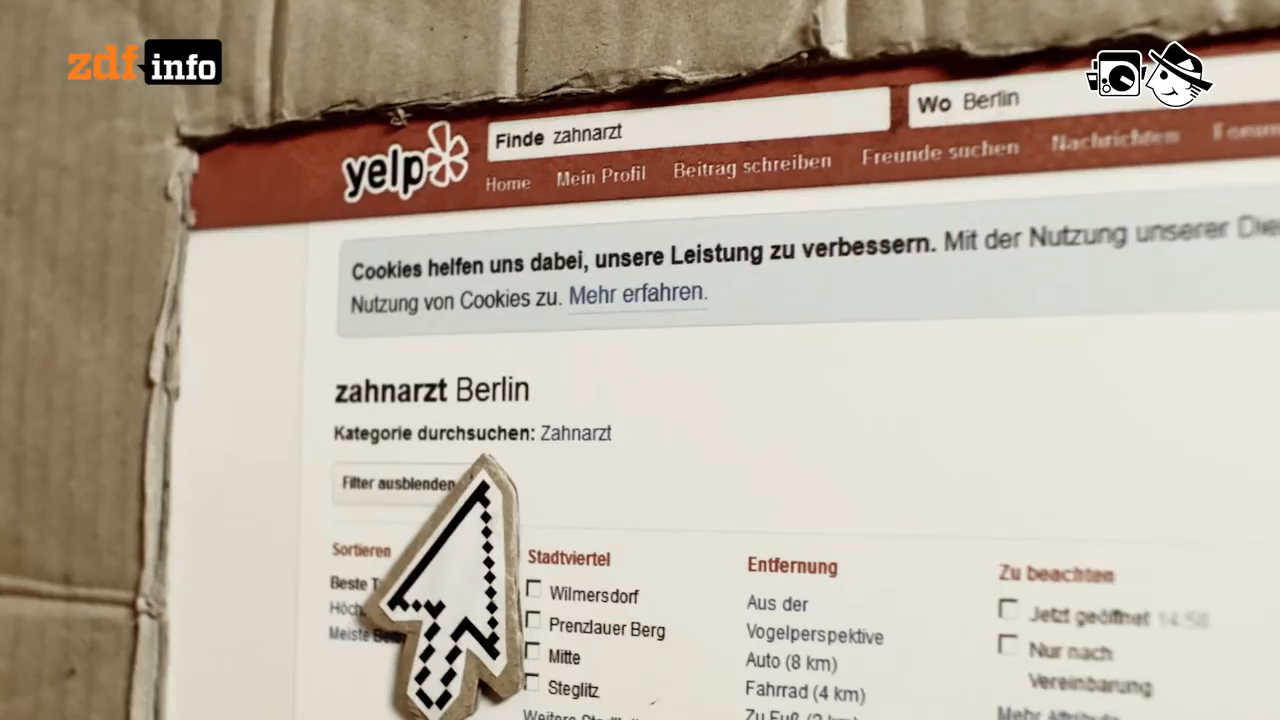 zdf info
Finde zahnarzt
Wo Berlin
yelp
Home Mein Profil Beitrag schreiben Freunde suchen Nachrichten
Cookies helfen uns dabei, unsere Leistung zu verbessern. Mit der Nutzung unserer
Nutzung von Cookies zu. Mehr erfahren.
zahnarzt Berlin
Kategorie durchsuchen: Zahnarzt
Filter ausblenden
Sortieren
Beste
Meiste
Stadtviertel
Wilmersdorf
Prenzlauer Berg
Mitte
Steglitz
Entfernung
Aus der
Vogelperspektive
Auto (8 km)
Fahrrad (4 km)
Zu beachten
Jetzt geöffnet
Nur nach
Vereinbarung